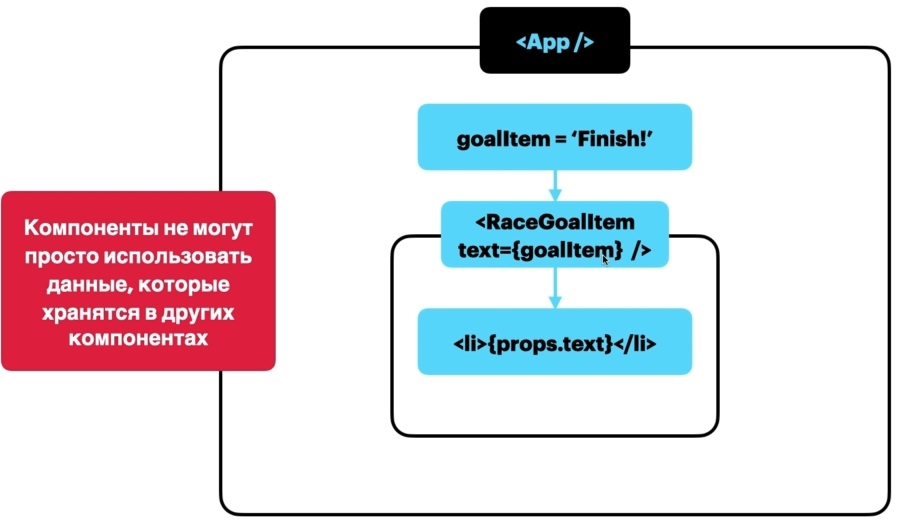 <App />
goalItem = ‘Finish!’
<RaceGoalItem
text={goalItem} />
<li>{props.text}</li>
Компоненты не могут
просто использовать
данные, которые
хранятся в других
компонентах